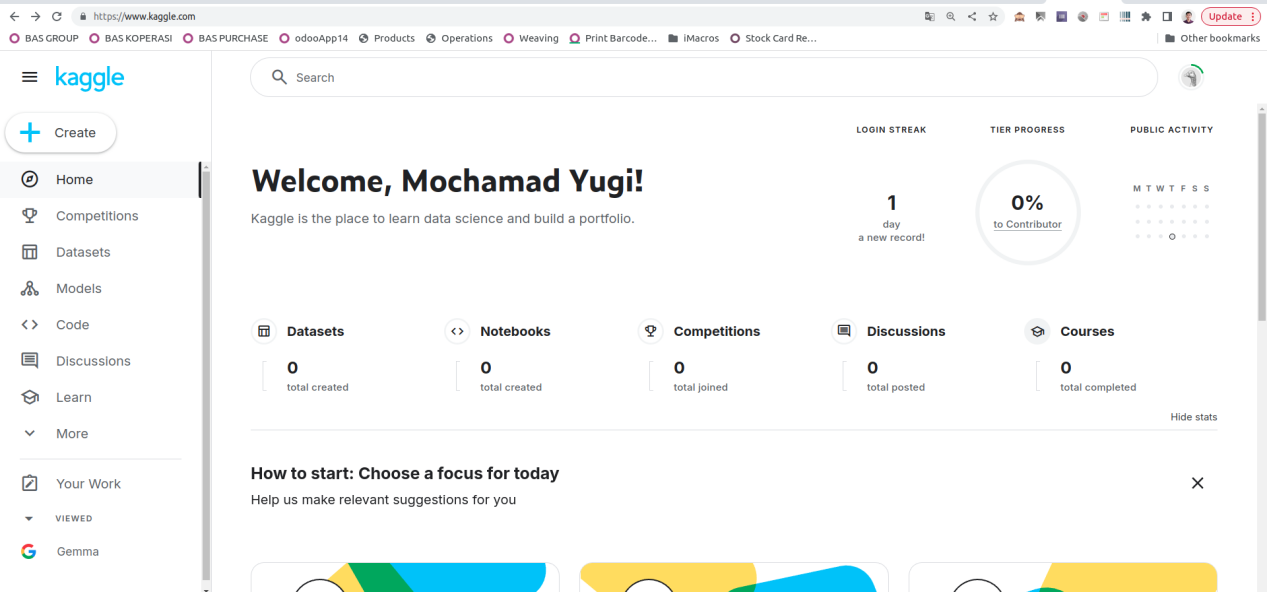 https://www.kaggle.com
Update
BAS GROUP
BAS KOPERASI
BAS PURCHASE
odooApp14
Products
Operations
Weaving
Print Barcode...
iMacros
Stock Card Re...
Other bookmarks
kaggle
Search
Create
Home
Competitions
Datasets
Models
Code
Discussions
Learn
More
Your Work
VIEWED
Gemma
Welcome, Mochamad Yugi!
Kaggle is the place to learn data science and build a portfolio.
LOGIN STREAK
1
day
a new record!
TIER PROGRESS
0%
to Contributor
PUBLIC ACTIVITY
M T W T F S S
Datasets
0
total created
Notebooks
0
total created
Competitions
0
total joined
Discussions
0
total posted
Courses
0
total completed
Hide stats
How to start: Choose a focus for today
Help us make relevant suggestions for you